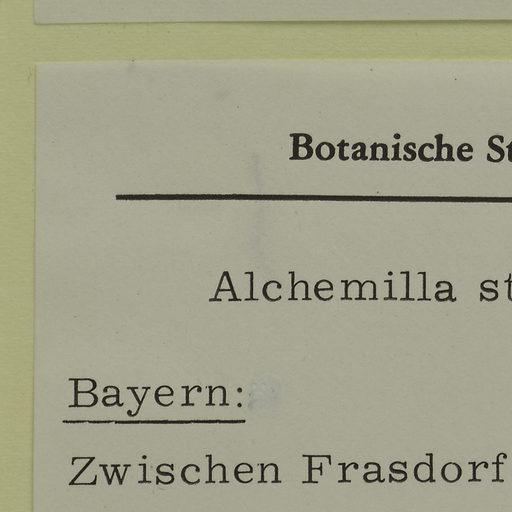 Botanische St
Alchemilla st
Bayern:
Zwischen Frasdorf